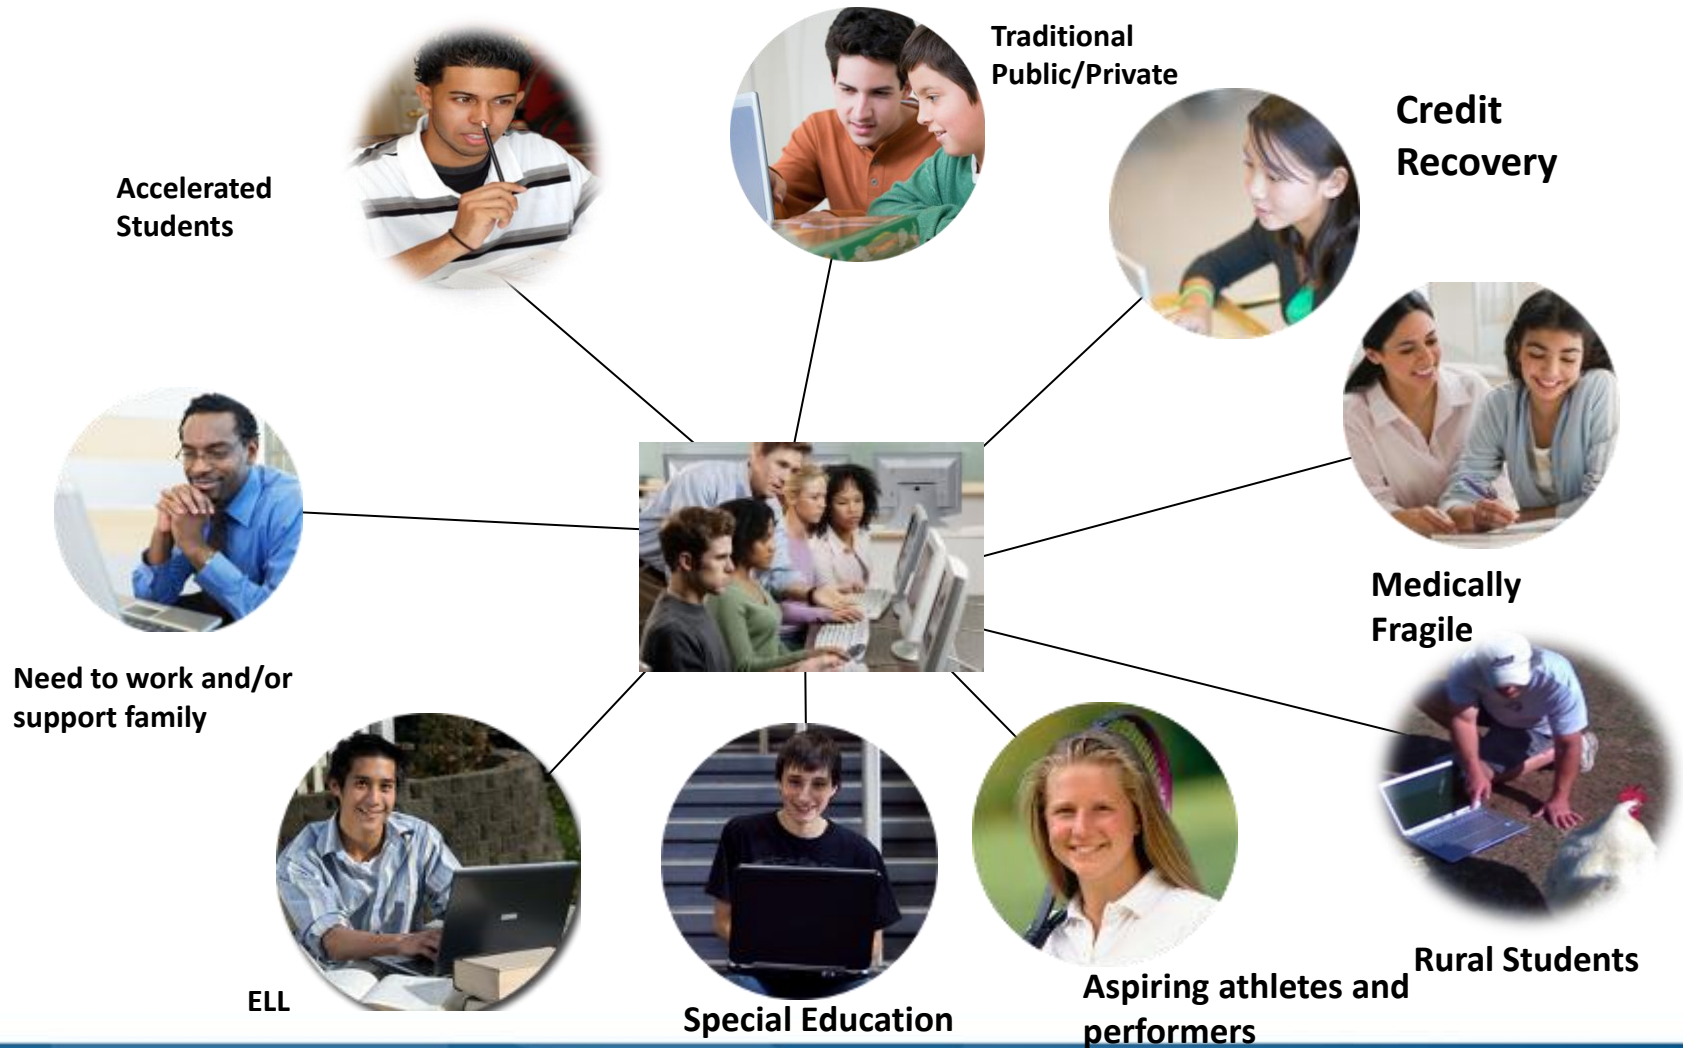 Traditional
Public/Private
Credit
Recovery
Accelerated
Students
Medically
Fragile
Need to work and/or
support family
Rural Students
Aspiring athletes and
performers
ELL
Special Education